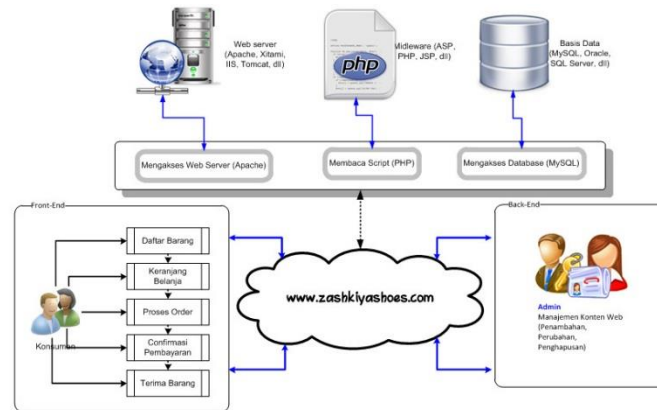 Web server
(Apache, Xitami,
IIS, Tomcat, dll)
php
Midleware (ASP,
PHP, JSP, dll)
Basis Data
(MySQL, Oracle,
SQL Server, dll)
Mengakses Web Server (Apache)
Membaca Script (PHP)
Mengakses Database (MySQL)
Front-End
Daftar Barang
Keranjang
Belanja
Proses Order
Confirmasi
Pembayaran
Terima Barang
Konsumen
www.zashkiyashoes.com
Back-End
Admin
Manajemen Konten Web
(Penambahan,
Perubahan,
Penghapusan)